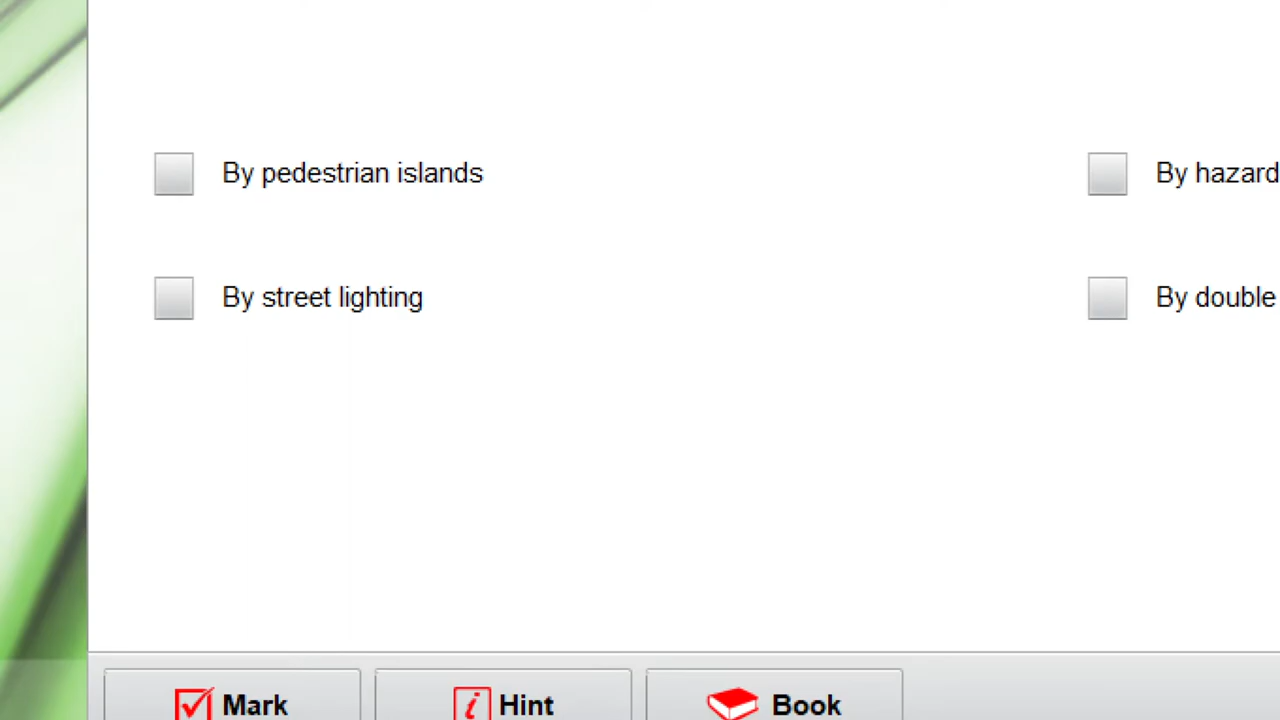 By pedestrian islands
By hazard
By street lighting
By double
Mark
Hint
Book